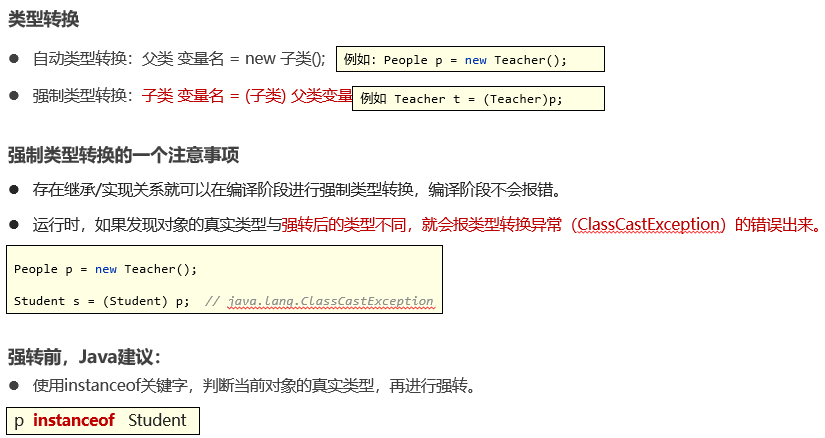 类型转换
● 自动类型转换：父类 变量名 = new 子类(); 例如：People p = new Teacher();
● 强制类型转换：子类 变量名 = (子类) 父类变量 例如 Teacher t = (Teacher)p;
强制类型转换的一个注意事项
● 存在继承/实现关系就可以在编译阶段进行强制类型转换，编译阶段不会报错。
● 运行时，如果发现对象的真实类型与强转后的类型不同，就会报类型转换异常（ClassCastException）的错误出来。
People p = new Teacher();
Student s = (Student) p; // java.lang.ClassCastException
强转前，Java建议：
● 使用instanceof关键字，判断当前对象的真实类型，再进行强转。
p instanceof Student